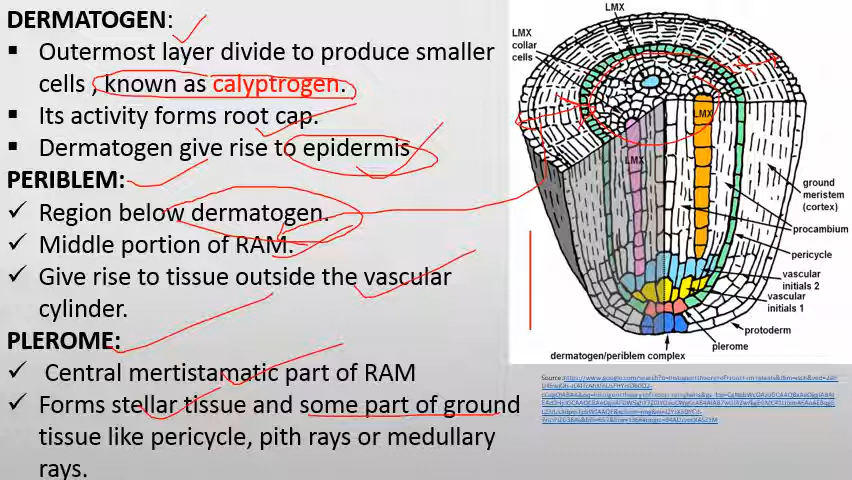 DERMATOGEN:
▪ Outermost layer divide to produce smaller
cells , known as calyptrogen.
▪ Its activity forms root cap.
▪ Dermatogen give rise to epidermis
PERIBLEM:
✓ Region below dermatogen.
✓ Middle portion of RAM.
✓ Give rise to tissue outside the vascular
cylinder.
PLEROME:
✓ Central mertistamatic part of RAM
✓ Forms stellar tissue and some part of ground
tissue like pericycle, pith rays or medullary
rays.
LMX
LMX
collar
cells
LMX
LMX
ground
meristem
(cortex)
procambium
pericycle
vascular
initials 2
vascular
initials 1
protoderm
plerome
dermatogen/periblem complex